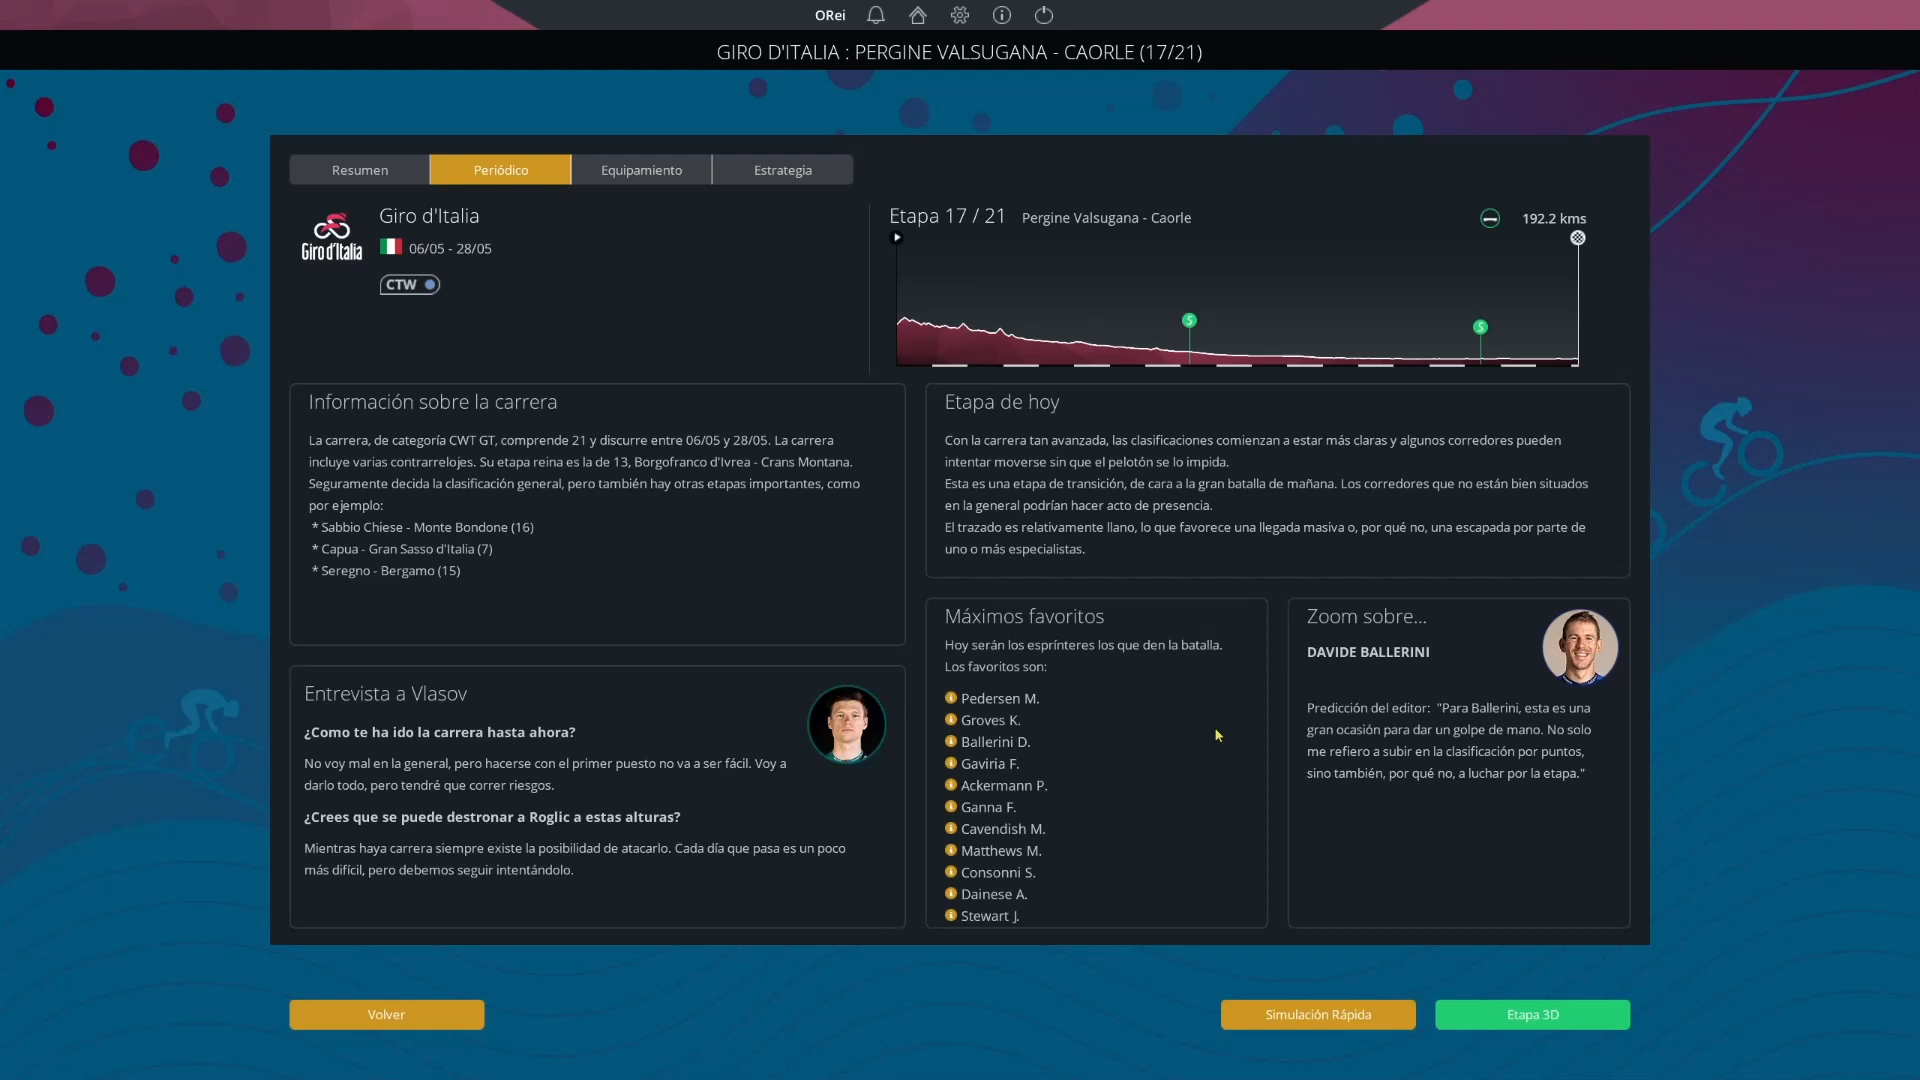 ORei
GIRO D'ITALIA : PERGINE VALSUGANA - CAORLE (17/21)
Resumen
Periódico
Equipamiento
Estrategia
Giro d'Italia
Giro d'Italia
06/05 - 28/05
CTW
Etapa 17 / 21
Pergine Valsugana - Caorle
192.2 kms
S
S
Información sobre la carrera
La carrera, de categoría CWT GT, comprende 21 y discurre entre 06/05 y 28/05. La carrera
incluye varias contrarrelojes. Su etapa reina es la de 13, Borgofranco d'Ivrea - Crans Montana.
Seguramente decida la clasificación general, pero también hay otras etapas importantes, como
por ejemplo:
* Sabbio Chiese - Monte Bondone (16)
* Capua - Gran Sasso d'Italia (7)
* Seregno - Bergamo (15)
Etapa de hoy
Con la carrera tan avanzada, las clasificaciones comienzan a estar más claras y algunos corredores pueden
intentar moverse sin que el pelotón se lo impida.
Esta es una etapa de transición, de cara a la gran batalla de mañana. Los corredores que no están bien situados
en la general podrían hacer acto de presencia.
El trazado es relativamente llano, lo que favorece una llegada masiva o, por qué no, una escapada por parte de
uno o más especialistas.
Entrevista a Vlasov
¿Como te ha ido la carrera hasta ahora?
No voy mal en la general, pero hacerse con el primer puesto no va a ser fácil. Voy a
darlo todo, pero tendré que correr riesgos.
¿Crees que se puede destronar a Roglic a estas alturas?
Mientras haya carrera siempre existe la posibilidad de atacarlo. Cada día que pasa es un poco
más difícil, pero debemos seguir intentándolo.
Máximos favoritos
Hoy serán los esprínteres los que den la batalla.
Los favoritos son:
Pedersen M.
Groves K.
Ballerini D.
Gaviria F.
Ackermann P.
Ganna F.
Cavendish M.
Matthews M.
Consonni S.
Dainese A.
Stewart J.
Zoom sobre...
DAVIDE BALLERINI
Predicción del editor:  "Para Ballerini, esta es una
gran ocasión para dar un golpe de mano. No solo
me refiero a subir en la clasificación por puntos,
sino también, por qué no, a luchar por la etapa."
Volver
Simulación Rápida
Etapa 3D